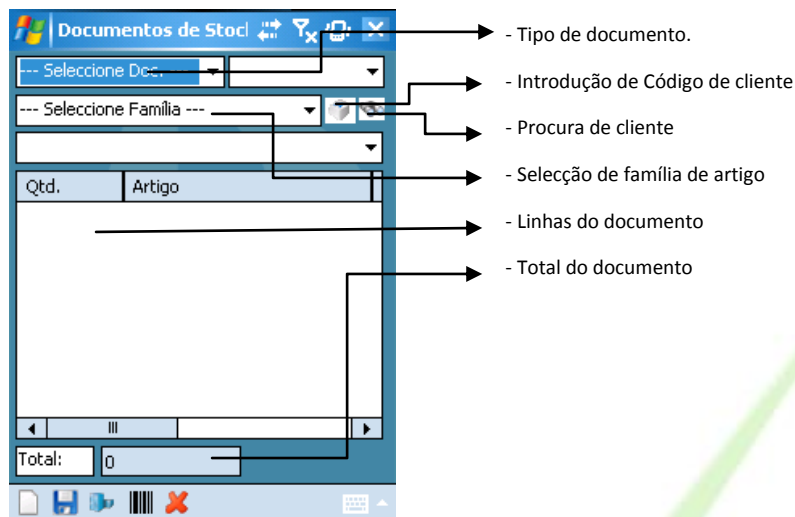 Documentos de Stocl
--- Seleccione Doc. ---
--- Seleccione Família ---
Qtd. Artigo
Total: 0
- Tipo de documento.
- Introdução de Código de cliente
- Procura de cliente
- Selecção de família de artigo
- Linhas do documento
- Total do documento